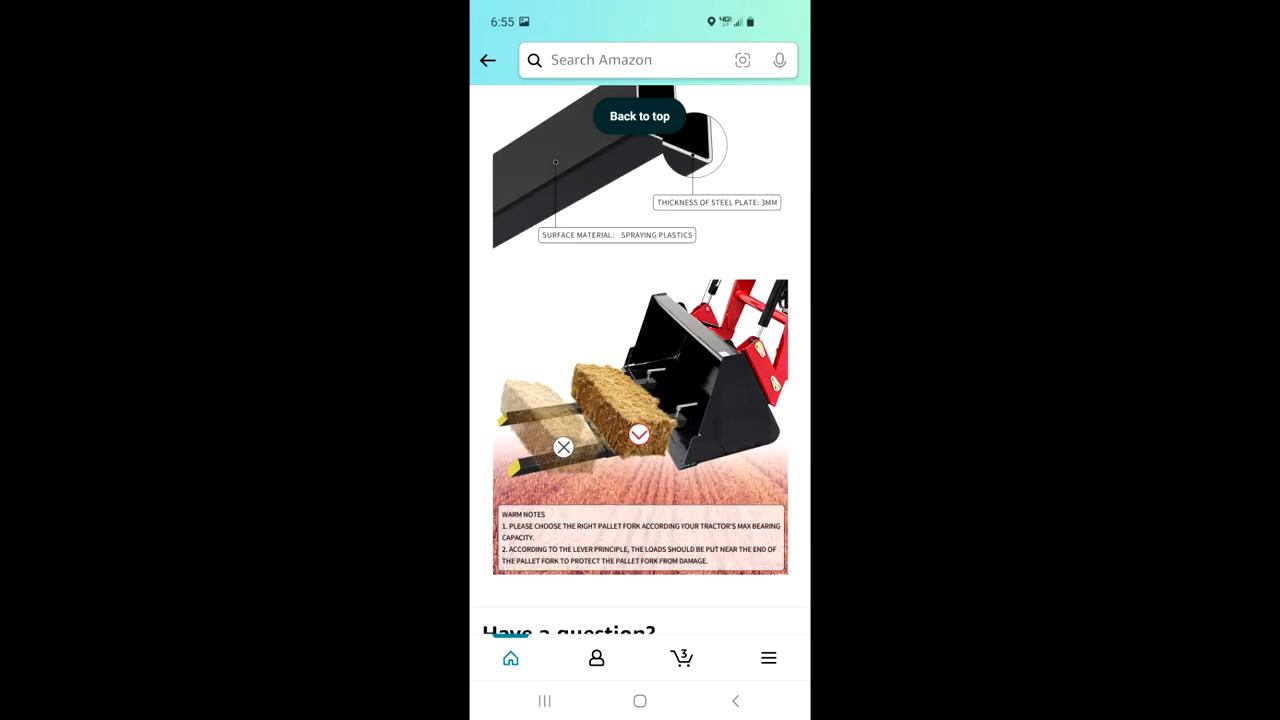 6:55
Search Amazon
Back to top
THICKNESS OF STEEL PLATE: 3MM
SURFACE MATERIAL: SPRAYING PLASTICS
WARM NOTES
1. PLEASE CHOOSE THE RIGHT PALLET FORK ACCORDING YOUR TRACTOR'S MAX BEARING
CAPACITY.
2. ACCORDING TO THE LEVER PRINCIPLE, THE LOADS SHOULD BE PUT NEAR THE END OF
THE PALLET FORK TO PROTECT THE PALLET FORK FROM DAMAGE.
Have a question?
3